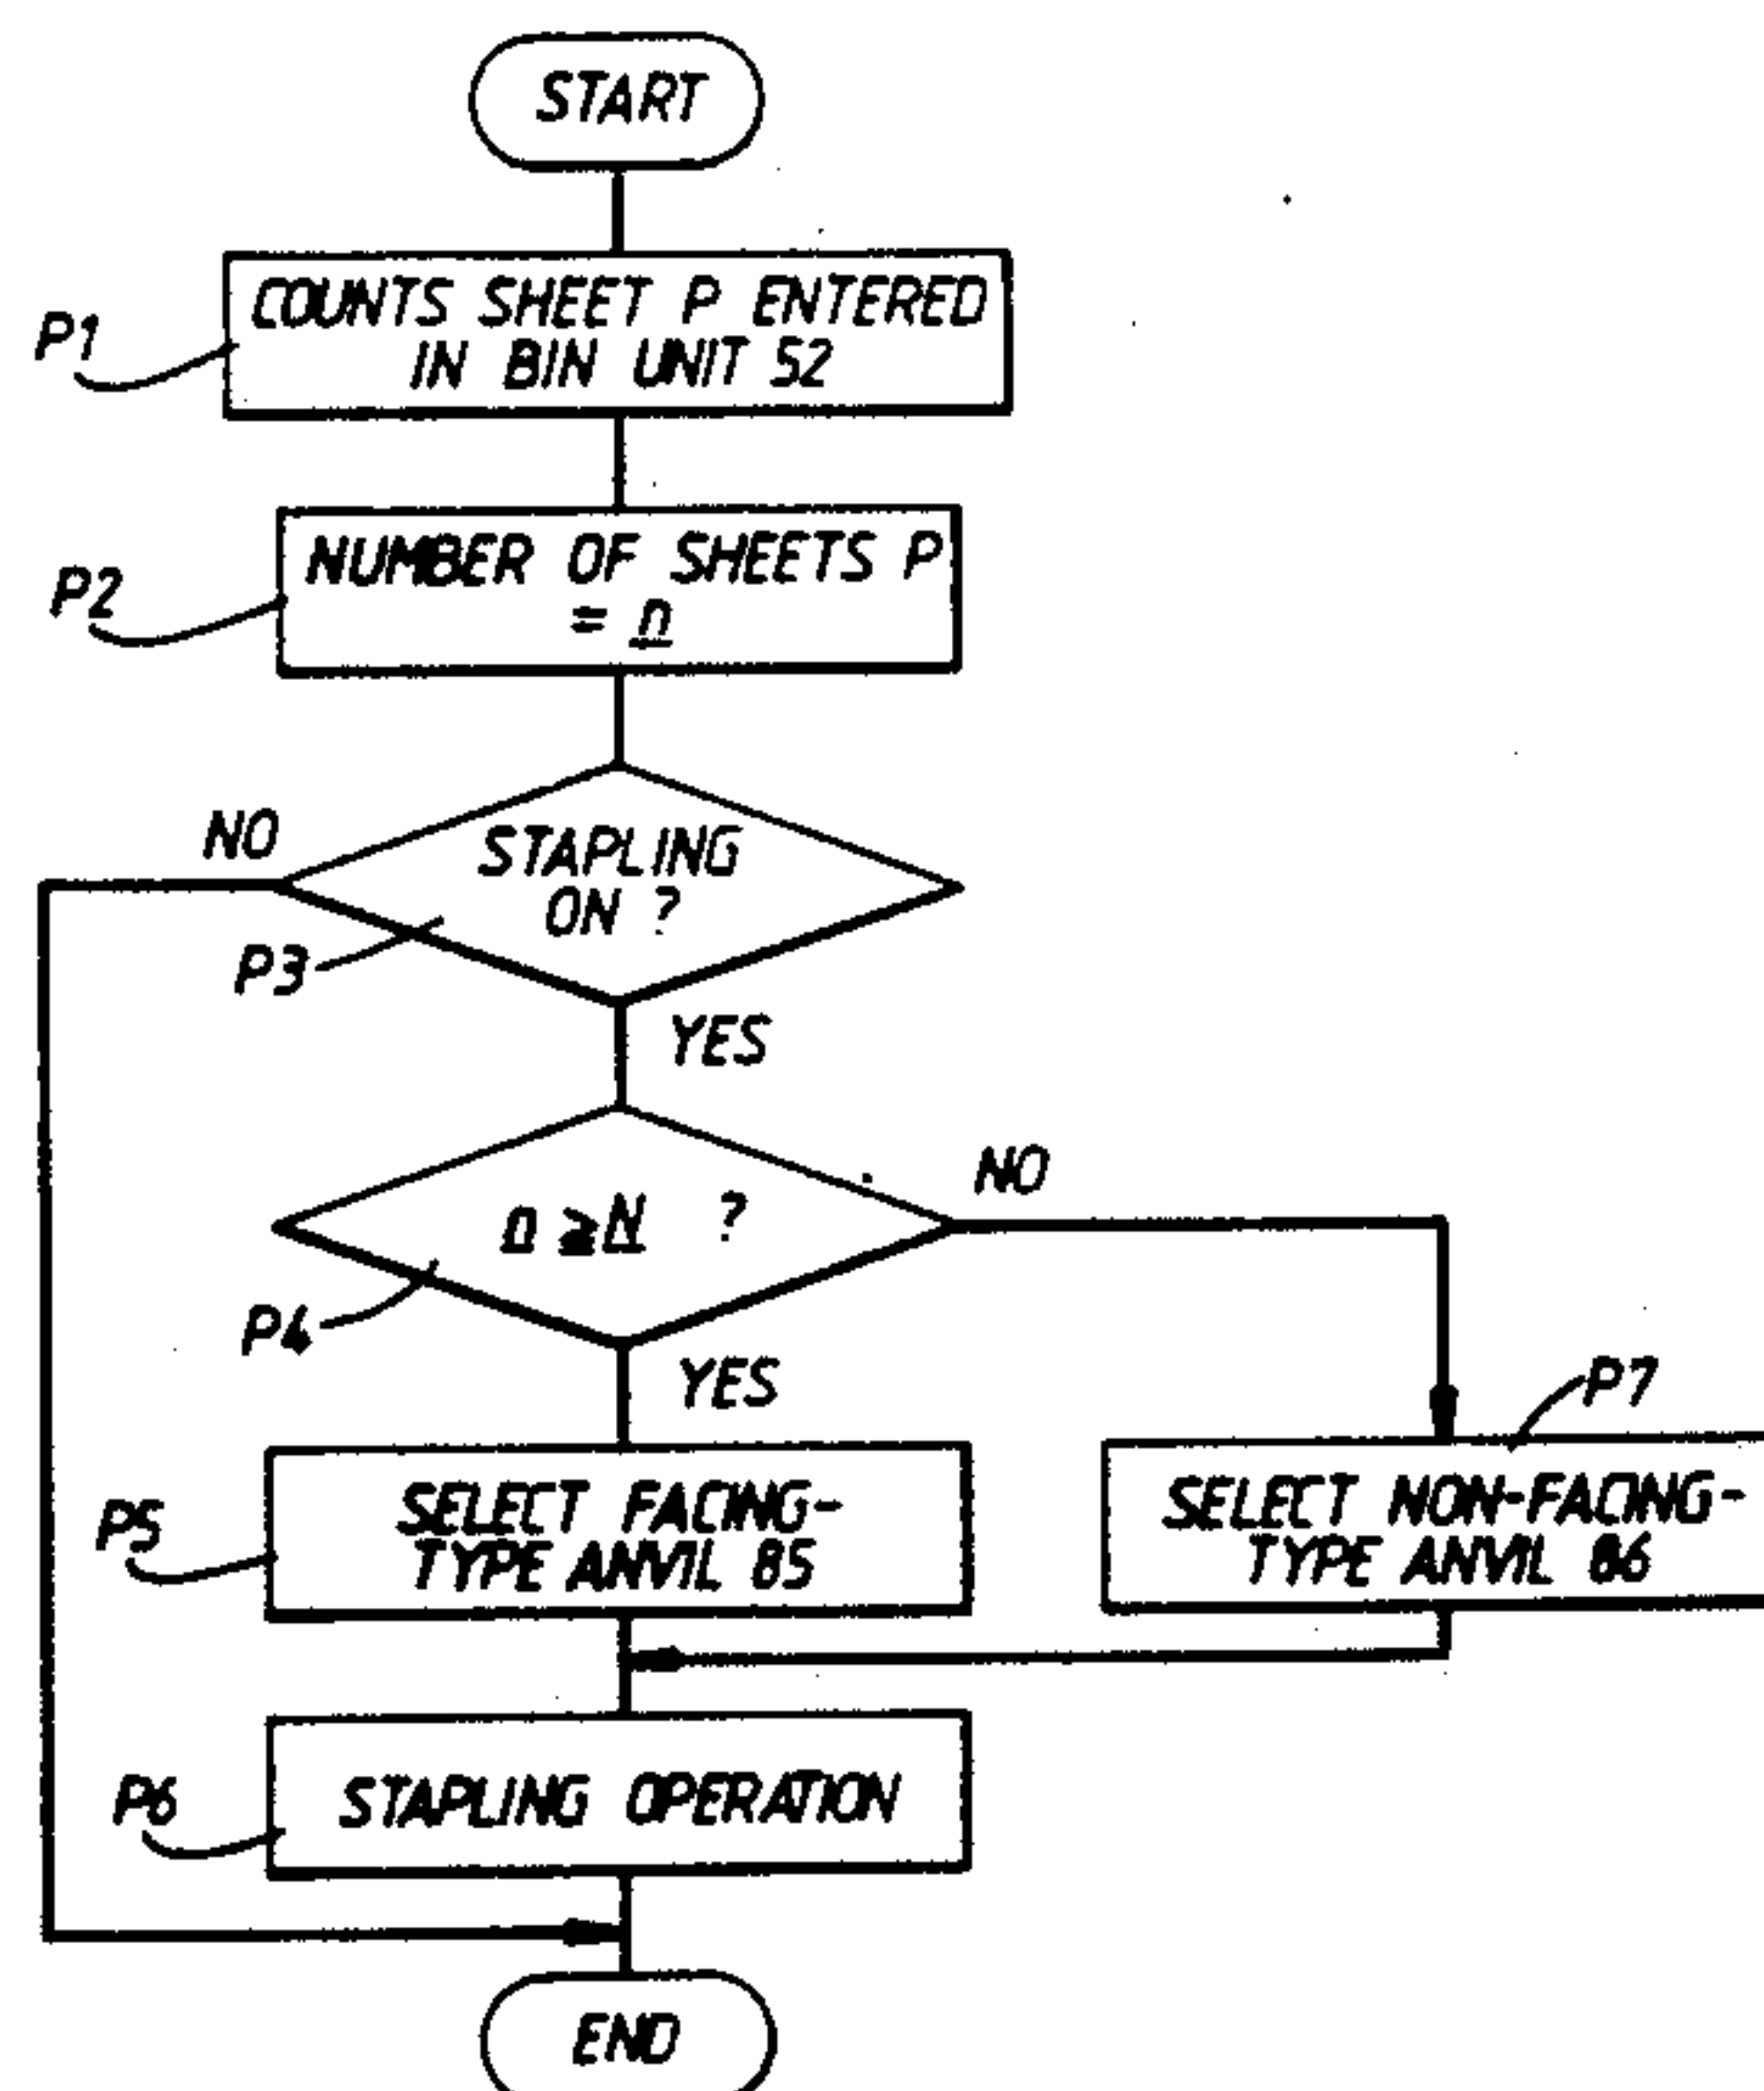 START
P1
COUNTS SHEET P ENTERED
IN BIN UNIT 52
P2
NUMBER OF SHEETS P
= n
NO
STAPLING
ON ?
P3
YES
n ≧ N ?
NO
P4
YES
P7
P5
SELECT FACING-
TYPE ANVIL 85
SELECT NON-FACING-
TYPE ANVIL 86
P6
STAPLING OPERATION
END